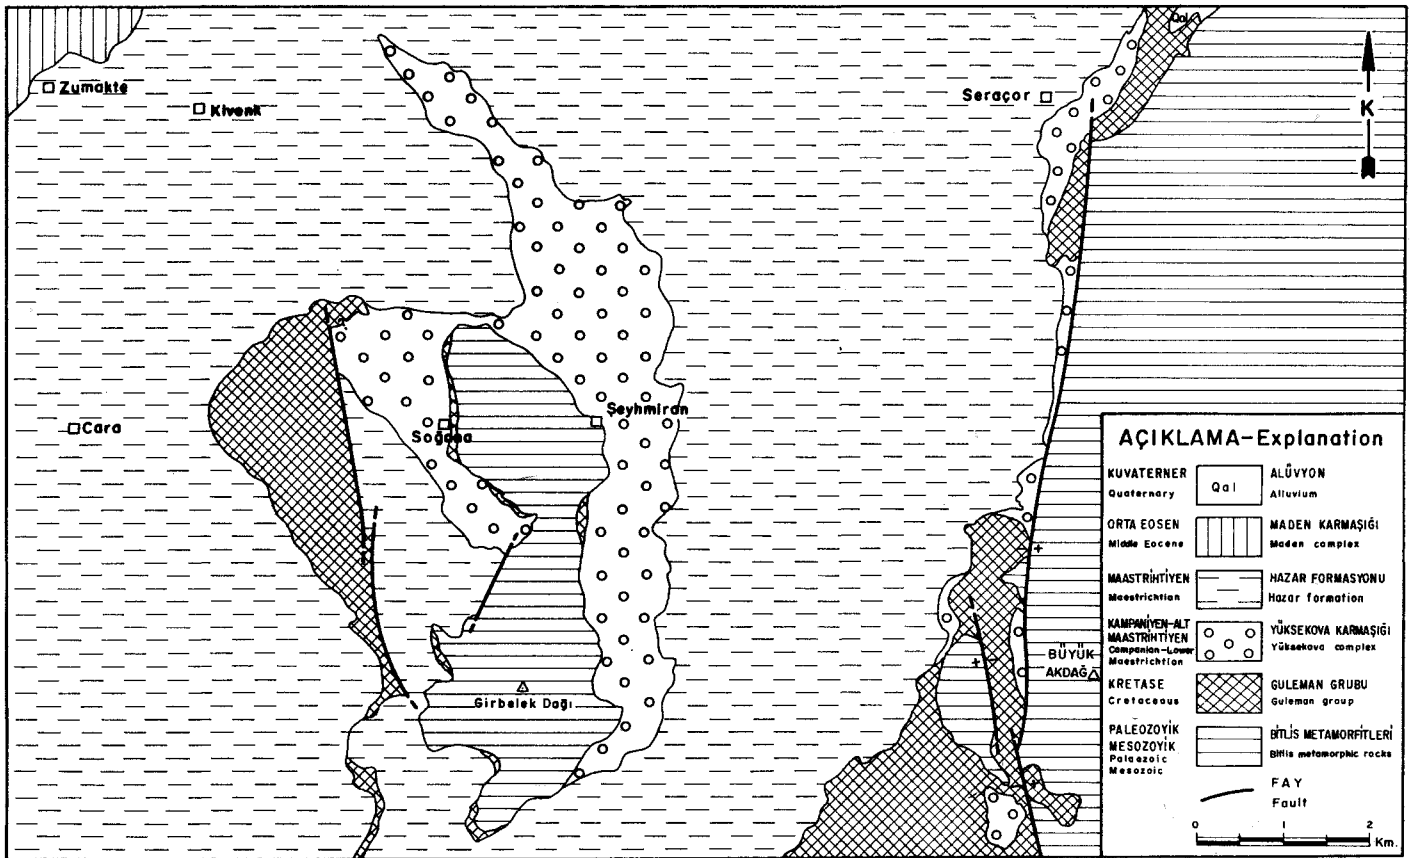 Qal
Zumakte
Kivenk
Seraçor
K
Şeyhmiran
Cara
Girbelek Dağı
BÜYÜK
AKDAĞ
AÇIKLAMA-Explanation
KUVATERNER
Quaternary
Qal
ALÜVYON
Alluvium
ORTA EOSEN
Middle Eocene
MADEN KARMAŞIĞI
Maden complex
MAASTRİHTİYEN
Maestrichtian
HAZAR FORMASYONU
Hazar formation
KAMPANİYEN-ALT
MAASTRİHTİYEN
Campanian-Lower
Maestrichtian
YÜKSEKOVA KARMAŞIĞI
Yüksekova complex
KRETASE
Cretaceous
GULEMAN GRUBU
Guleman group
PALEOZOYİK
MESOZOYİK
Palaezoic
Mesozoic
BİTLİS METAMORFİTLERİ
Bitlis metamorphic rocks
FAY
Fault
0 1 2
Km.